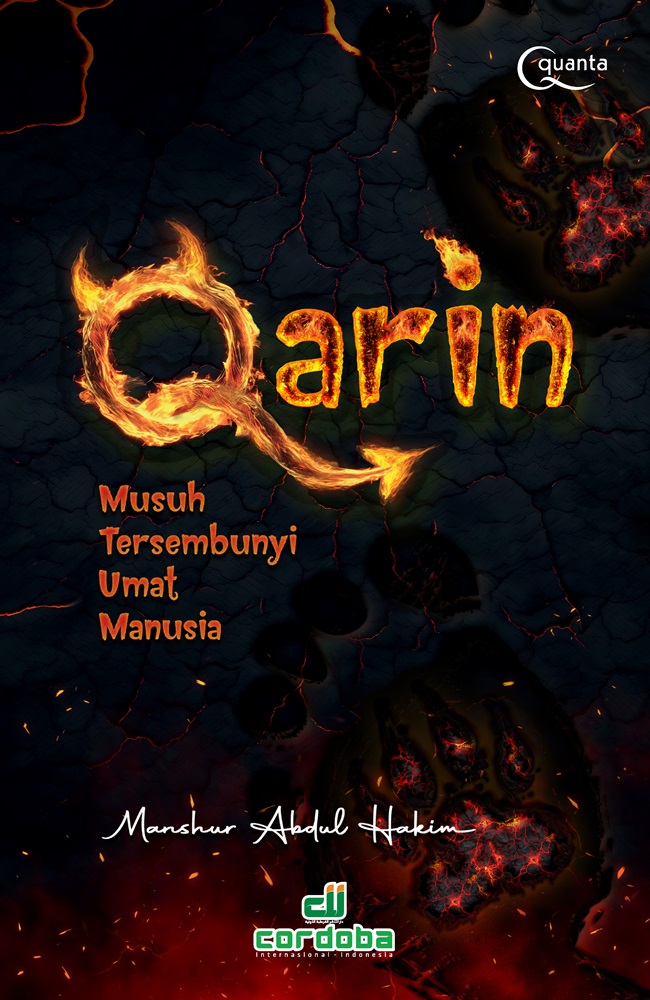 quanta
Qarin
Musuh
Tersembunyi
Umat
Manusia
Manshur Abdul Hakim
cordoba
Internasional - Indonesia